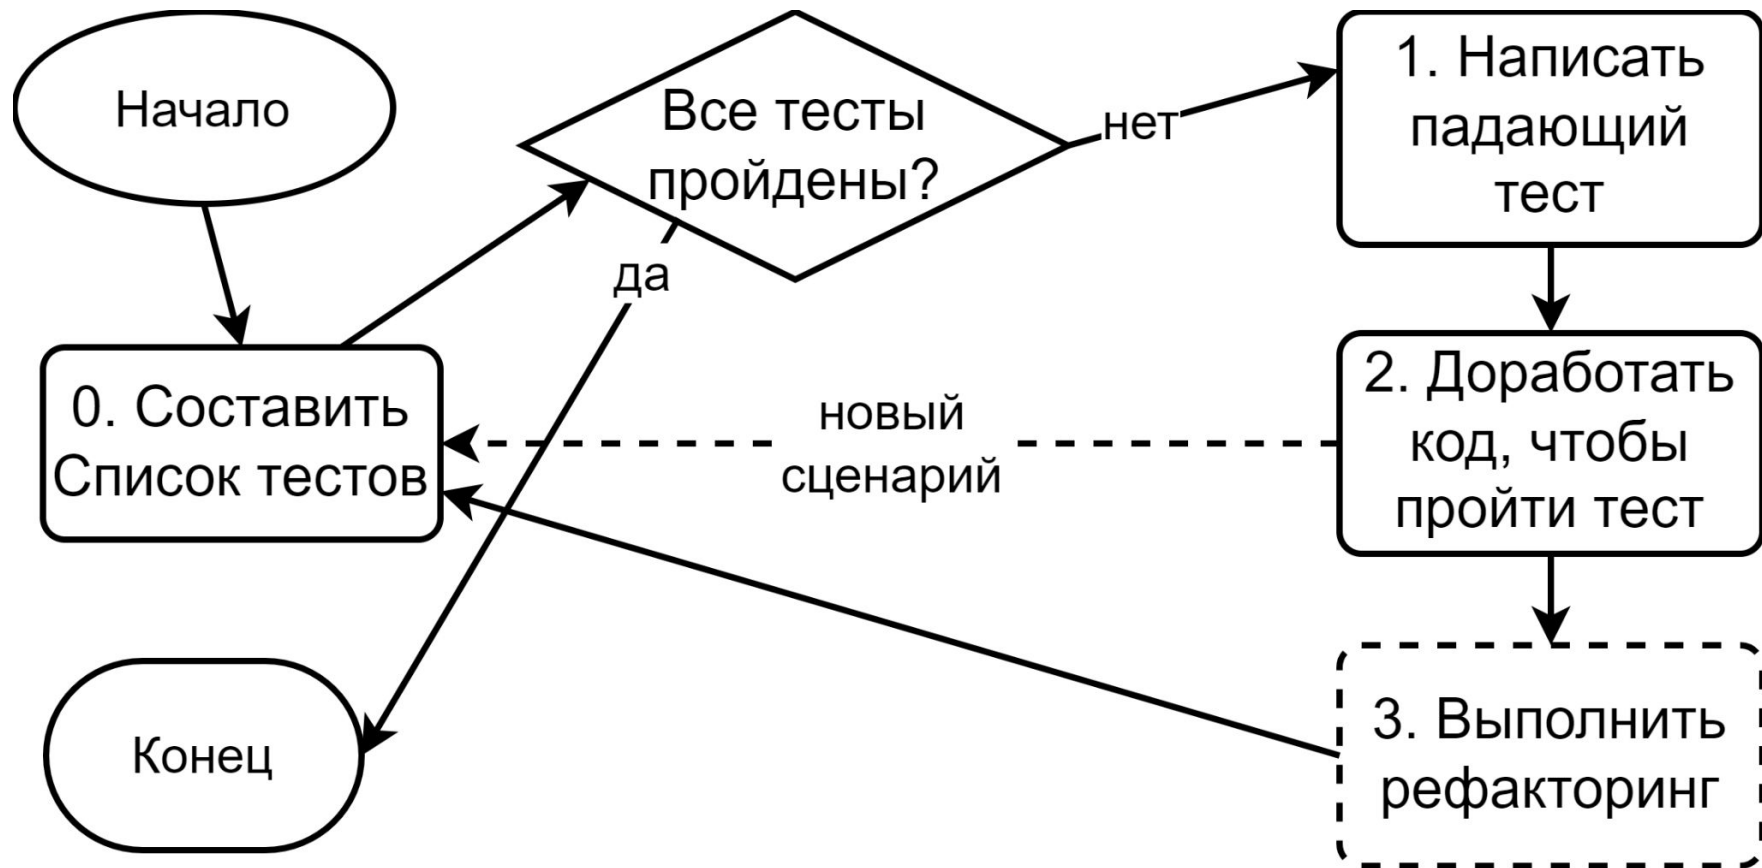 Начало
Все тесты
пройдены?
нет
1. Написать
падающий
тест
да
0. Составить
Список тестов
новый
сценарий
2. Доработать
код, чтобы
пройти тест
Конец
3. Выполнить
рефакторинг